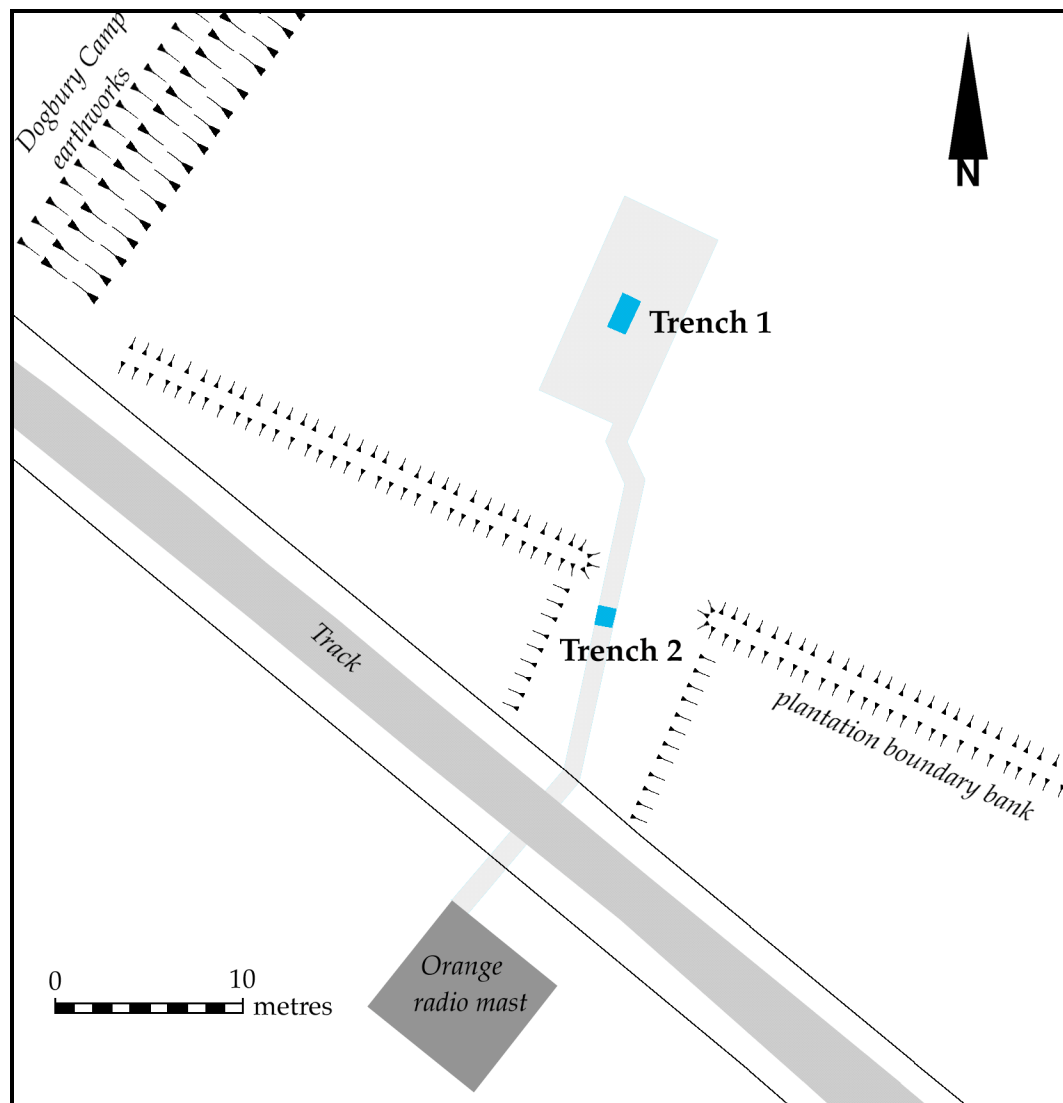 Dogbury Camp
earthworks
N
Trench 1
Track
Trench 2
plantation boundary bank
Orange
radio mast
0 10
metres